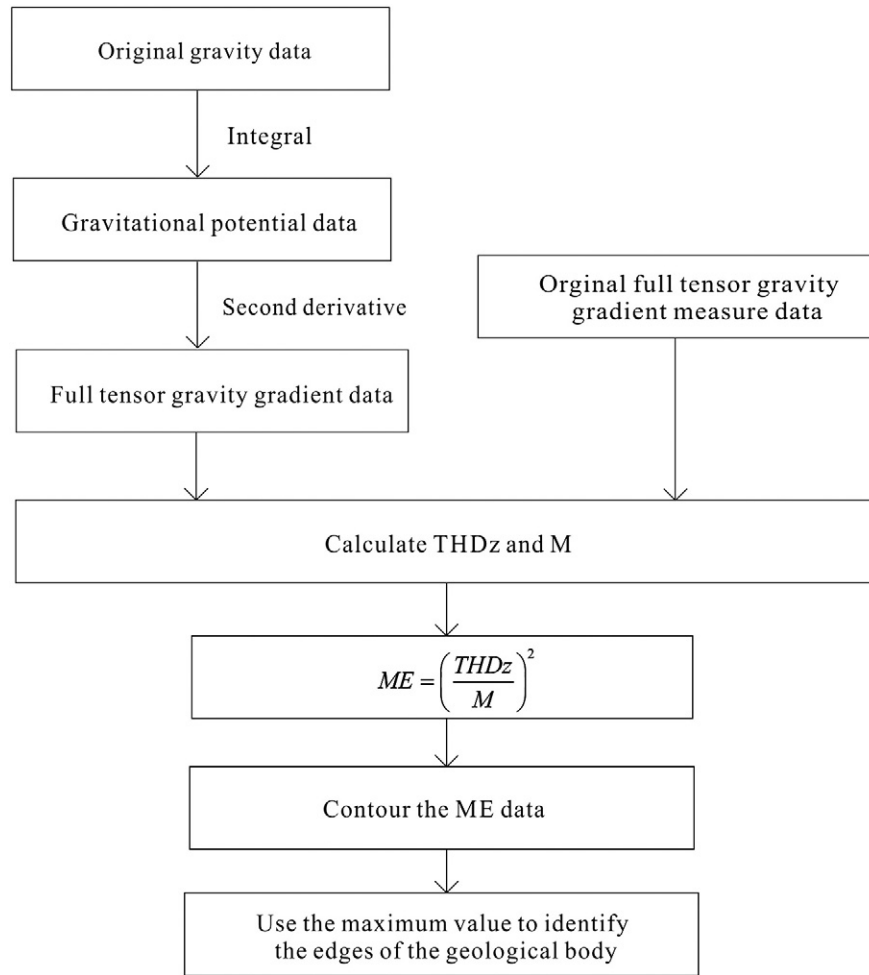 Original gravity data
Integral
Gravitational potential data
Second derivative
Orginal full tensor gravity
gradient measure data
Full tensor gravity gradient data
Calculate THDz and M
ME = (THDz/M)²
Contour the ME data
Use the maximum value to identify
the edges of the geological body